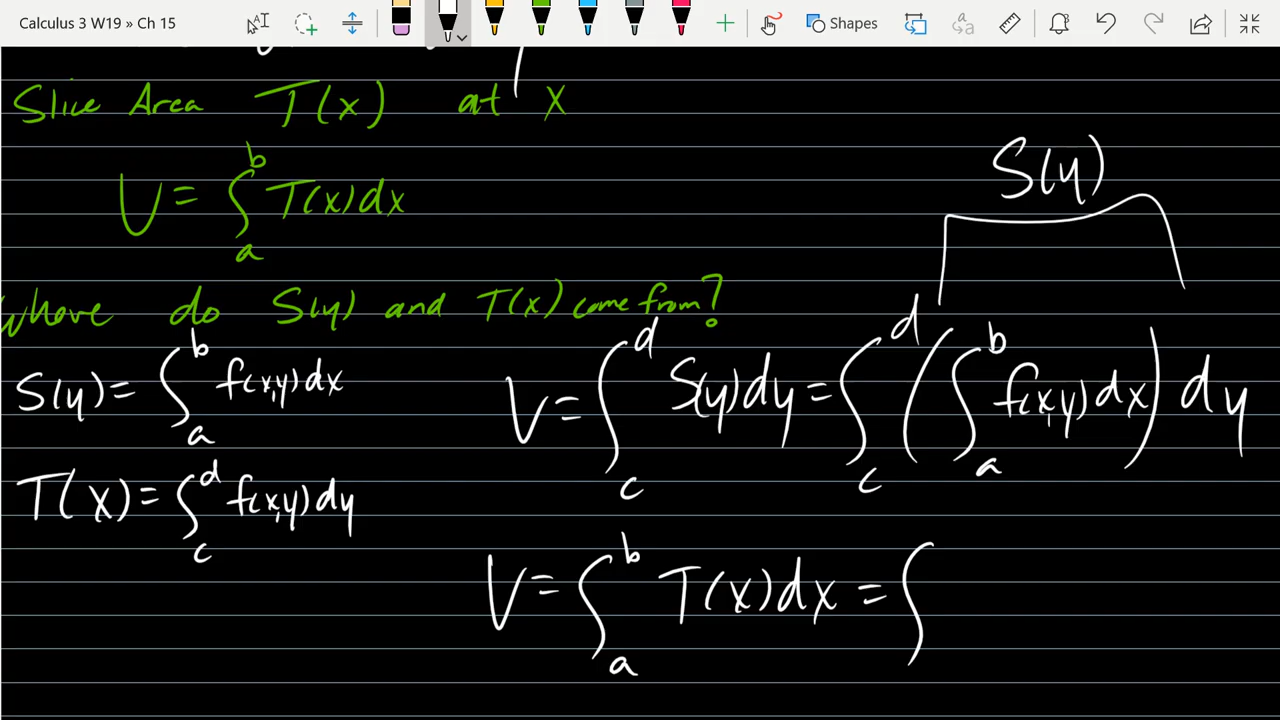 Calculus 3 W19 » Ch 15
Shapes
Slice Area T(x) at x
V = ∫_a^b T(x)dx
S(y)
Where do S(y) and T(x) come from?
S(y) = ∫_a^b f(x,y)dx
V = ∫_c^d S(y)dy = ∫_c^d (∫_a^b f(x,y)dx) dy
T(x) = ∫_c^d f(x,y)dy
V = ∫_a^b T(x)dx = ∫